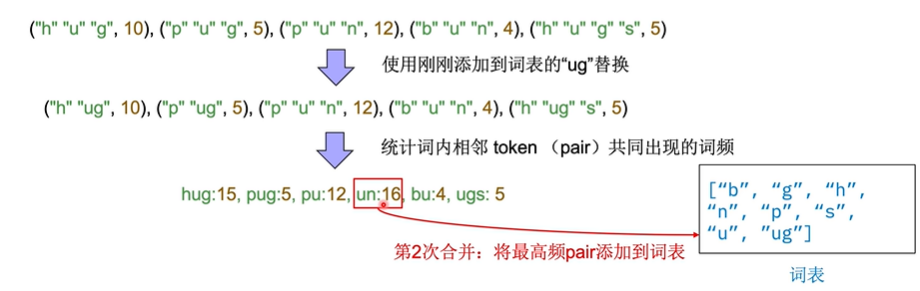 ("h" "u" "g", 10), ("p" "u" "g", 5), ("p" "u" "n", 12), ("b" "u" "n", 4), ("h" "u" "g" "s", 5)
使用刚刚添加到词表的“ug”替换
("h" "ug", 10), ("p" "ug", 5), ("p" "u" "n", 12), ("b" "u" "n", 4), ("h" "ug" "s", 5)
统计词内相邻 token （pair）共同出现的词频
hug:15, pug:5, pu:12, un:16, bu:4, ugs: 5
[“b”, “g”, “h”,
“n”, “p”, “s”,
“u”, ”ug”]
第2次合并：将最高频pair添加到词表
词表